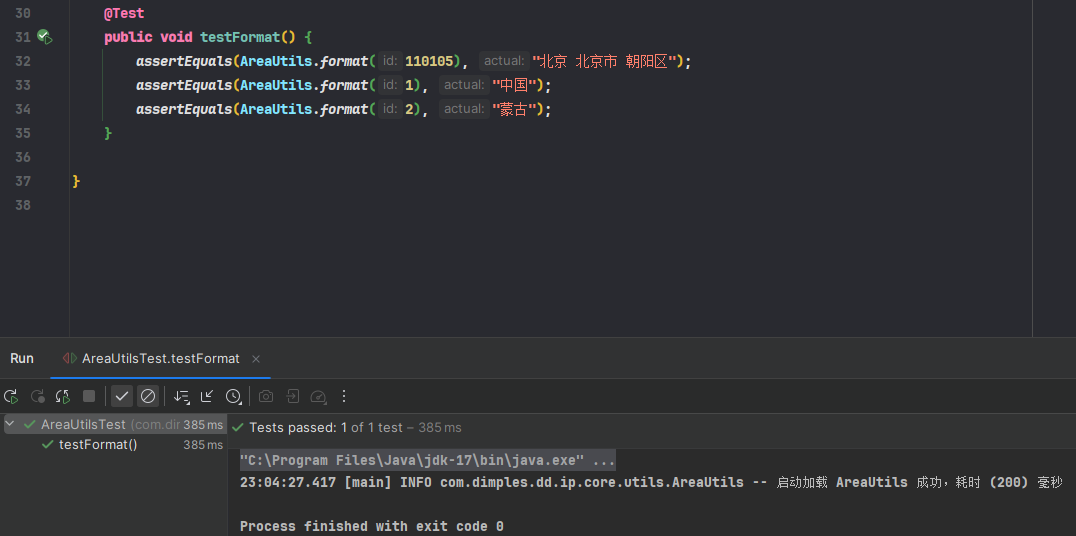 30 @Test
31 public void testFormat() {
32 assertEquals(AreaUtils.format( id: 110105), actual: "北京 北京市 朝阳区");
33 assertEquals(AreaUtils.format( id: 1), actual: "中国");
34 assertEquals(AreaUtils.format( id: 2), actual: "蒙古");
35 }
36
37 }
38
Run AreaUtilsTest.testFormat ×
AreaUtilsTest (com.dir 385 ms
Tests passed: 1 of 1 test – 385 ms
testFormat() 385 ms
"C:\Program Files\Java\jdk-17\bin\java.exe" ...
23:04:27.417 [main] INFO com.dimples.dd.ip.core.utils.AreaUtils -- 启动加载 AreaUtils 成功，耗时 (200) 毫秒
Process finished with exit code 0